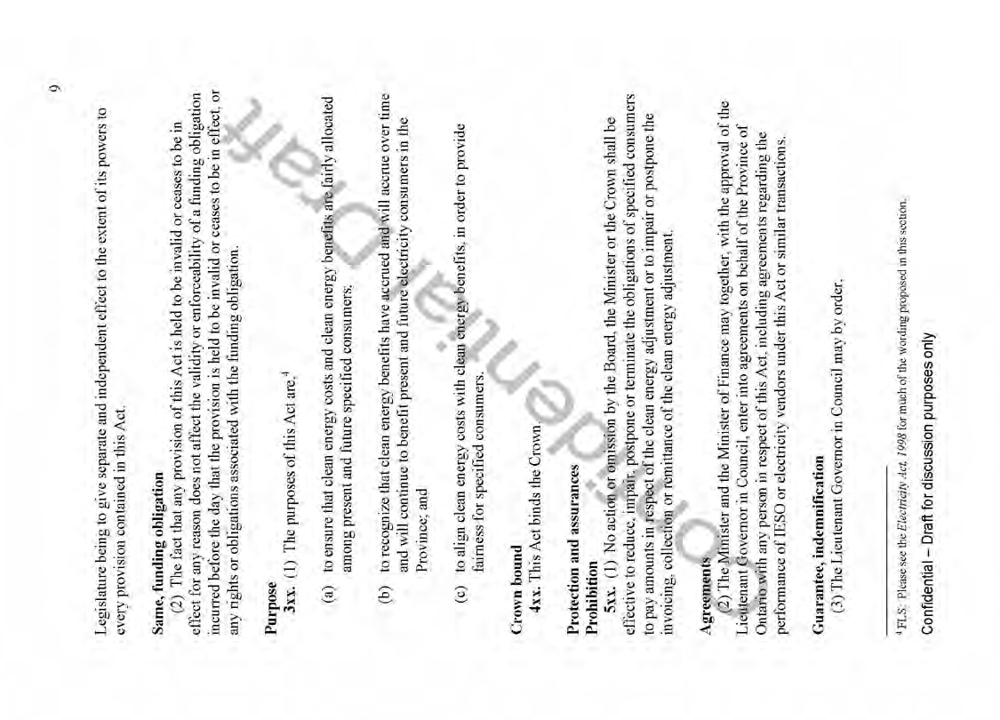 9
Legislature being to give separate and independent effect to the extent of its powers to
every provision contained in this Act.
Same, funding obligation
(2) The fact that any provision of this Act is held to be invalid or ceases to be in
effect for any reason does not affect the validity or enforceability of a funding obligation
incurred before the day that the provision is held to be invalid or ceases to be in effect, or
any rights or obligations associated with the funding obligation.
Purpose
3xx. (1) The purposes of this Act are,4
(a) to ensure that clean energy costs and clean energy benefits are fairly allocated
among present and future specified consumers;
(b) to recognize that clean energy benefits have accrued and will accrue over time
and will continue to benefit present and future electricity consumers in the
Province; and
(c) to align clean energy costs with clean energy benefits, in order to provide
fairness for specified consumers.
Crown bound
4xx. This Act binds the Crown.
Protection and assurances
Prohibition
5xx. (1) No action or omission by the Board, the Minister or the Crown shall be
effective to reduce, impair, postpone or terminate the obligations of specified consumers
to pay amounts in respect of the clean energy adjustment or to impair or postpone the
invoicing, collection or remittance of the clean energy adjustment.
Agreements
(2) The Minister and the Minister of Finance may together, with the approval of the
Lieutenant Governor in Council, enter into agreements on behalf of the Province of
Ontario with any person in respect of this Act, including agreements regarding the
performance of IESO or electricity vendors under this Act or similar transactions.
Guarantee, indemnification
(3) The Lieutenant Governor in Council may by order,
4 FLS: Please see the Electricity Act, 1998 for much of the wording proposed in this section.
Confidential – Draft for discussion purposes only
Confidential Draft